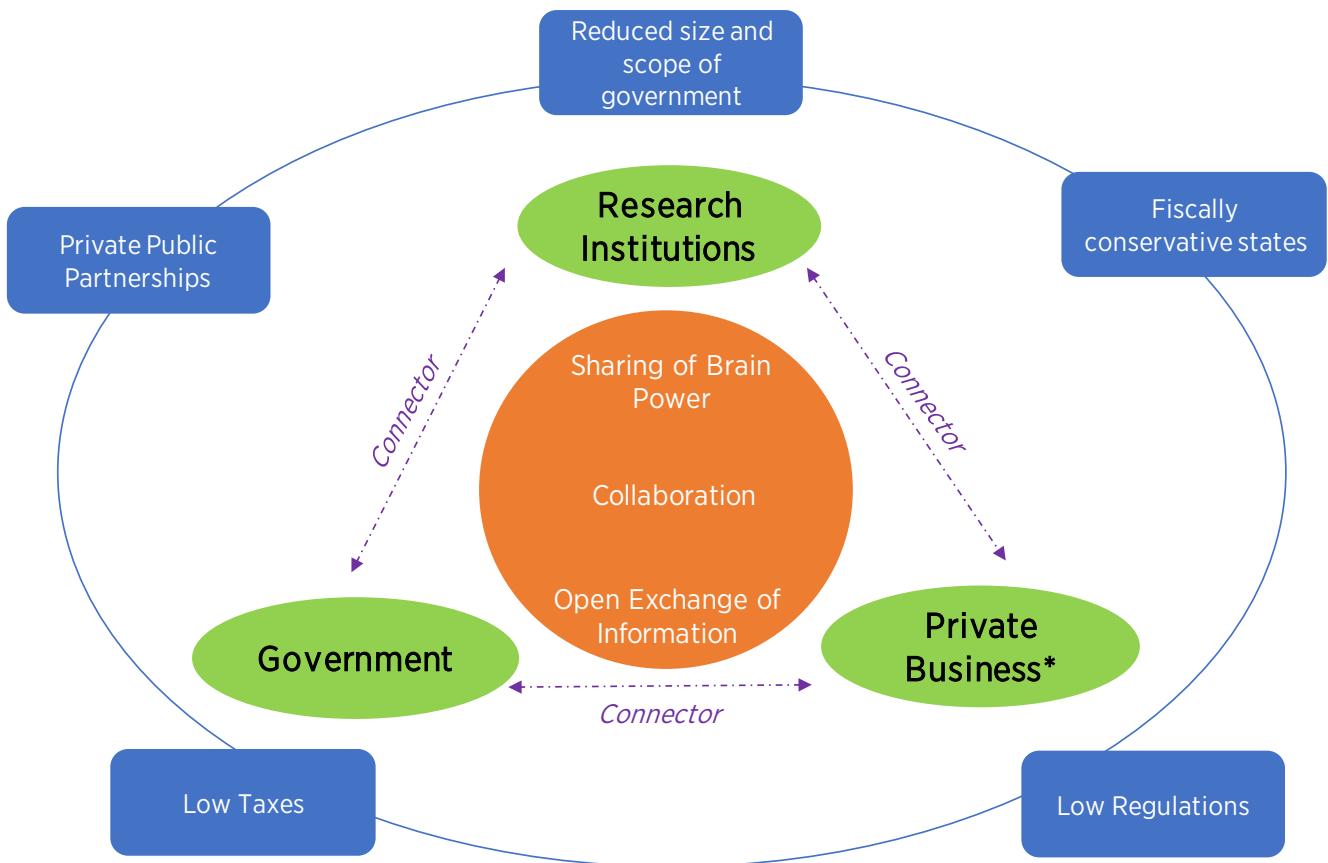 Reduced size and
scope of
government
Fiscally
conservative states
Private Public
Partnerships
Research
Institutions
Connector
Connector
Sharing of Brain
Power
Collaboration
Open Exchange of
Information
Government
Private
Business*
Connector
Low Taxes
Low Regulations